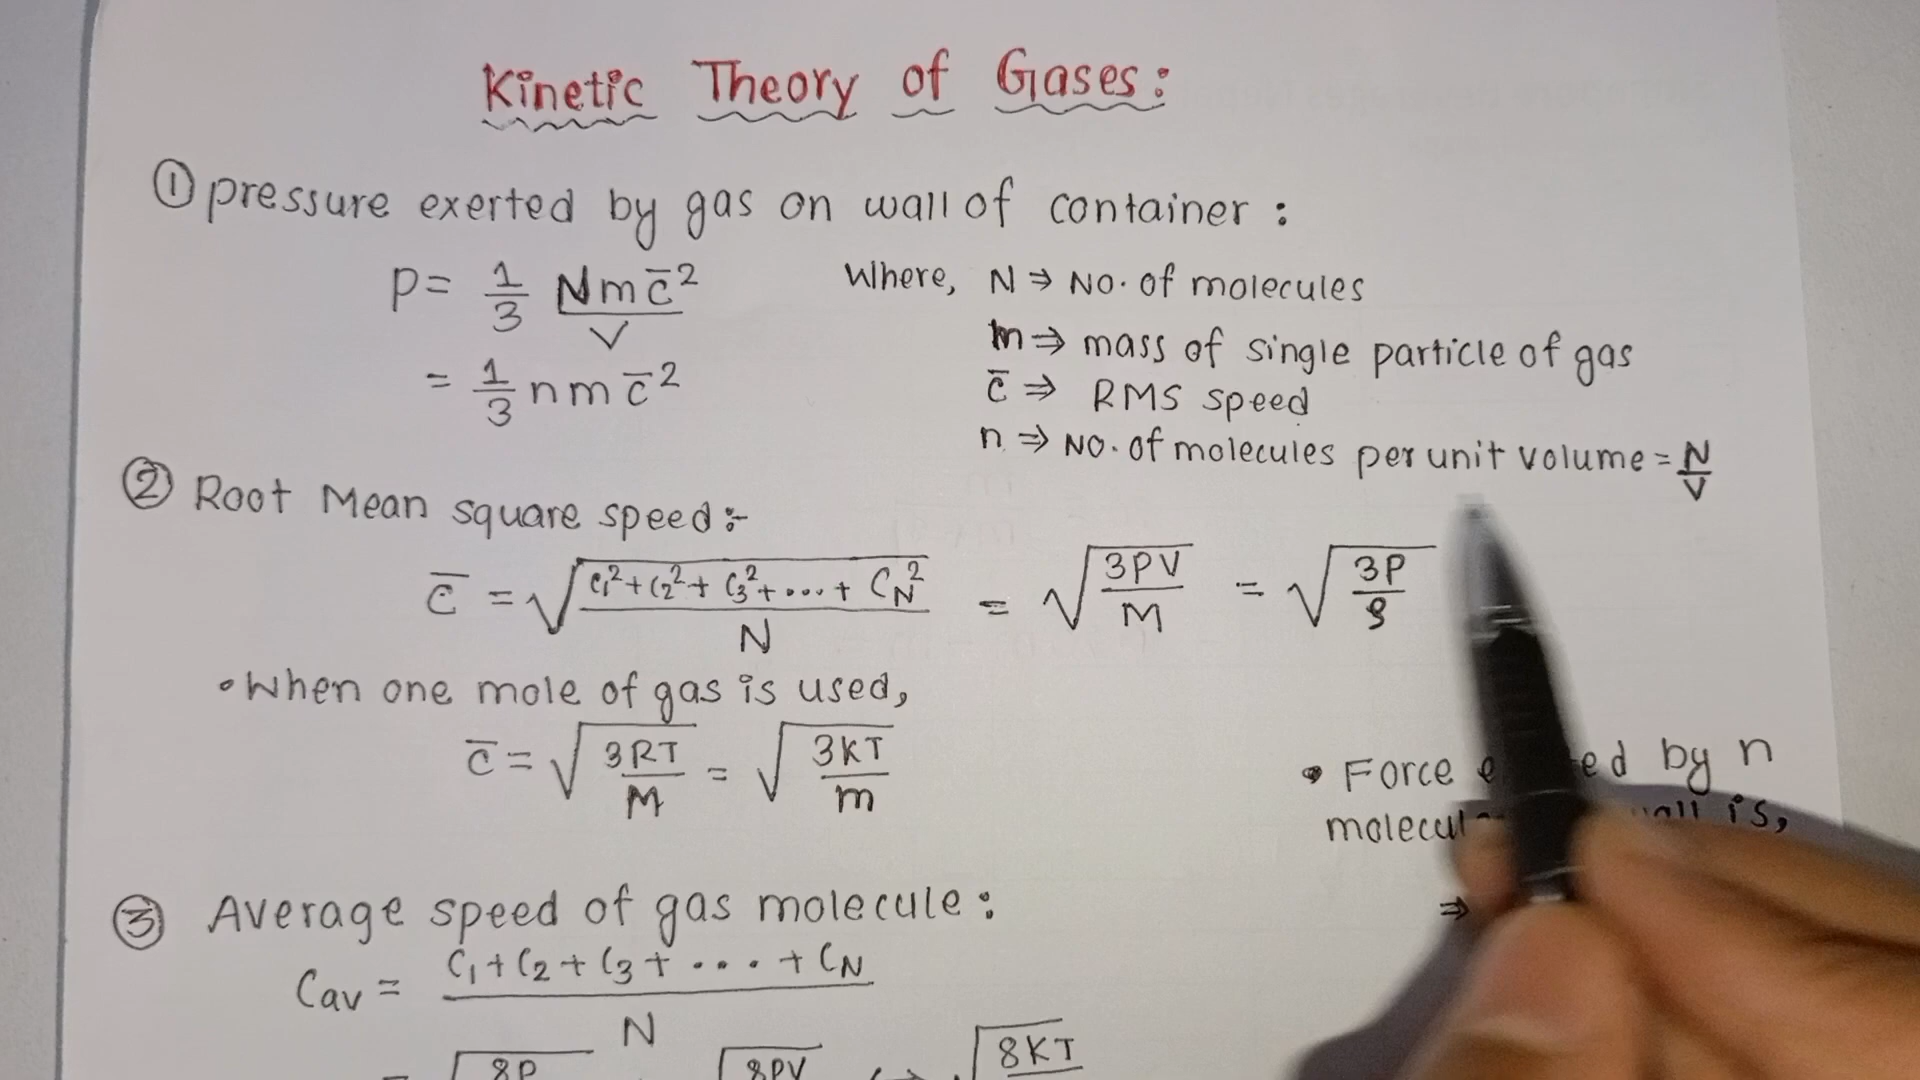 Kinetic Theory of Gases:
① pressure exerted by gas on wall of container :
P = 1/3 Nmc̄²/V
Where, N ⇒ No. of molecules
= 1/3 nmc̄²
m ⇒ mass of single particle of gas
c̄ ⇒ RMS speed
n ⇒ No. of molecules per unit volume = N/V
② Root Mean square speed :-
c̄ = √(C₁² + C₂² + C₃² + .... + C_N² / N) = √(3PV/M) = √(3P/ρ)
• When one mole of gas is used,
c̄ = √(3RT/M) = √(3KT/m)
• Force by n
is,
⇒
③ Average speed of gas molecule :
Cav = C₁ + C₂ + C₃ + .... + C_N / N
= √8P √8PV √8KT